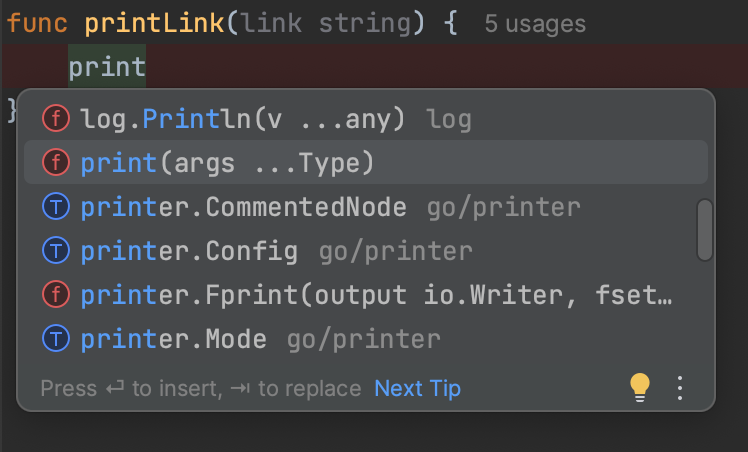 func printLink(link string) { 5 usages
print
}
f log.Println(v ...any) log
f print(args ...Type)
T printer.CommentedNode go/printer
T printer.Config go/printer
f printer.Fprint(output io.Writer, fset…
T printer.Mode go/printer
Press ↵ to insert, ⇥ to replace Next Tip